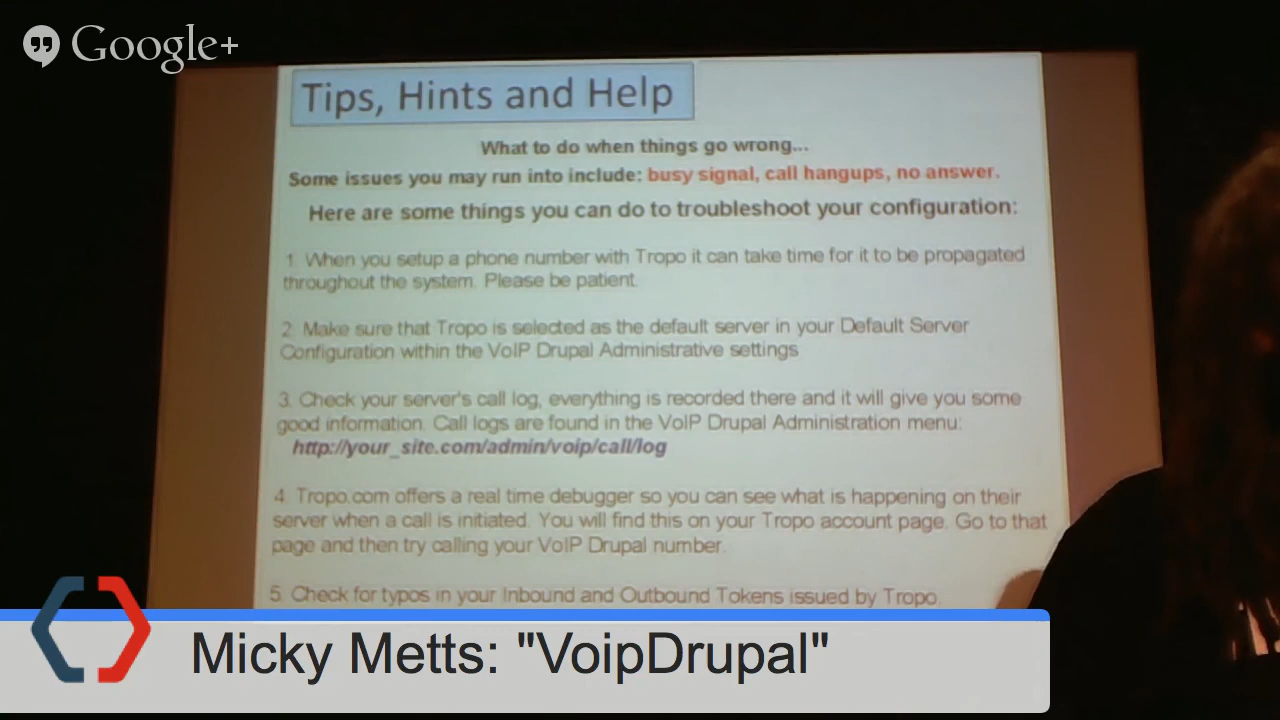 Google+
Tips, Hints and Help
What to do when things go wrong...
Some issues you may run into include: busy signal, call hangups, no answer.
Here are some things you can do to troubleshoot your configuration:
1. When you setup a phone number with Tropo it can take time for it to be propagated
throughout the system. Please be patient.
2. Make sure that Tropo is selected as the default server in your Default Server
Configuration within the VoIP Drupal Administrative settings
3. Check your server's call log, everything is recorded there and it will give you some
good information. Call logs are found in the VoIP Drupal Administration menu:
http://your_site.com/admin/voip/call/log
4. Tropo.com offers a real time debugger so you can see what is happening on their
server when a call is initiated. You will find this on your Tropo account page. Go to that
page and then try calling your VoIP Drupal number.
5. Check for typos in your Inbound and Outbound Tokens issued by Tropo.
Micky Metts: "VoipDrupal"